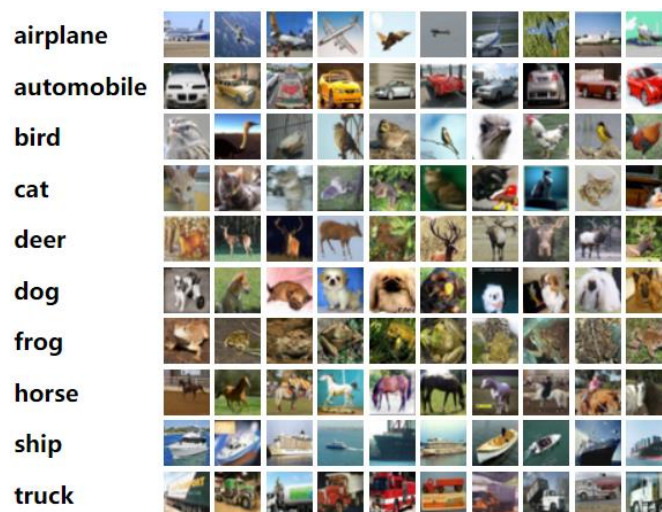 airplane
automobile
bird
cat
deer
dog
frog
horse
ship
truck